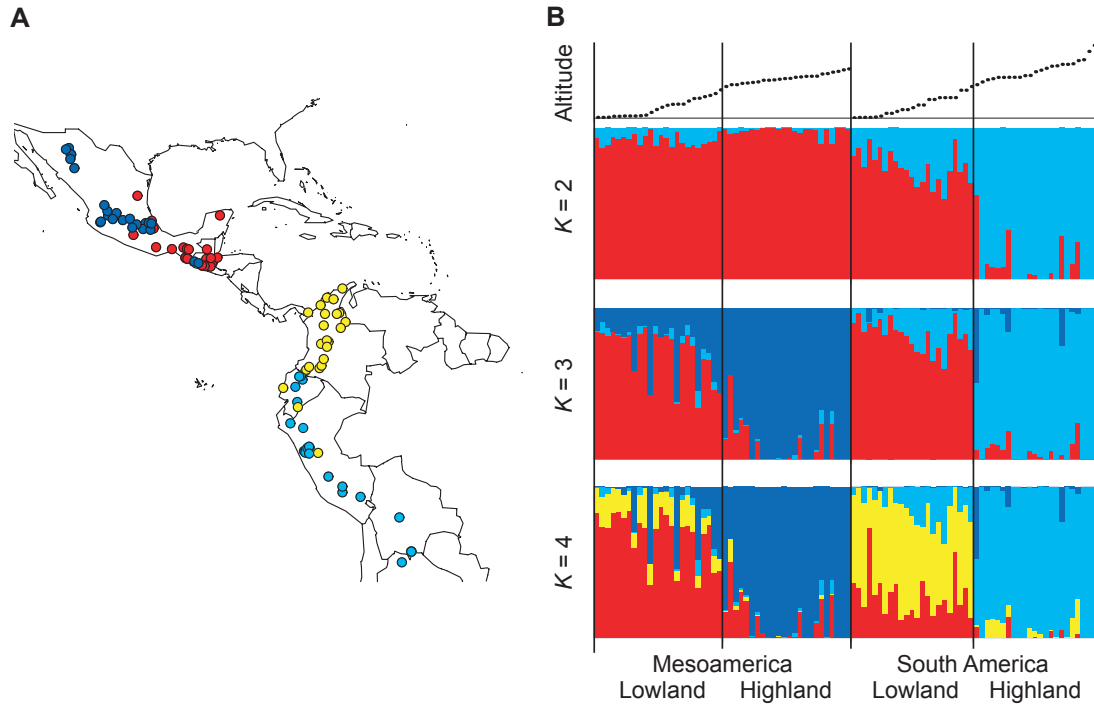 A
B
Altitude
K = 2
K = 3
K = 4
Mesoamerica South America
Lowland Highland Lowland Highland